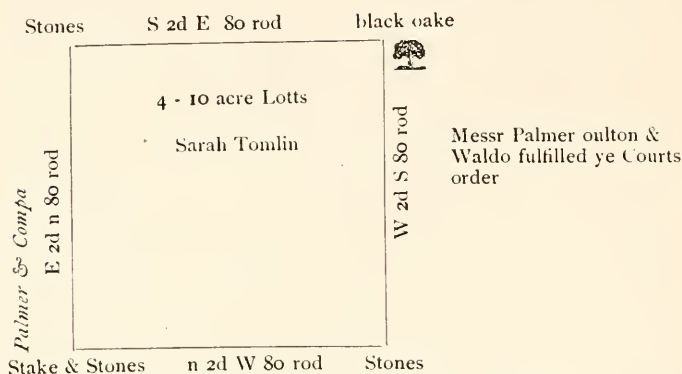 Stones S 2d E 80 rod black oake
4 - 10 acre Lotts
Sarah Tomlin
Palmer & Compa
E 2d n 80 rod
W 2d S 80 rod
Messr Palmer oulton &
Waldo fulfilled ye Courts
order
Stake & Stones n 2d W 80 rod Stones